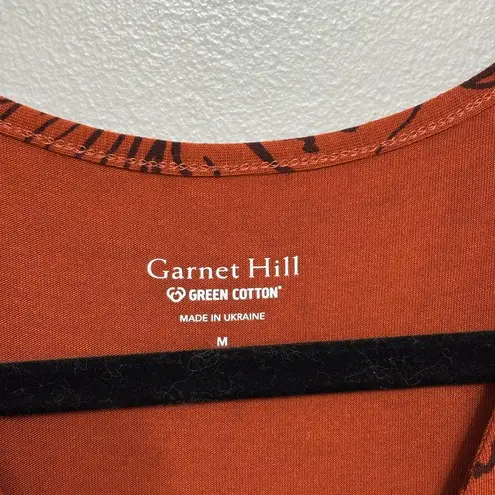 Garnet Hill
GREEN COTTON®
MADE IN UKRAINE
M